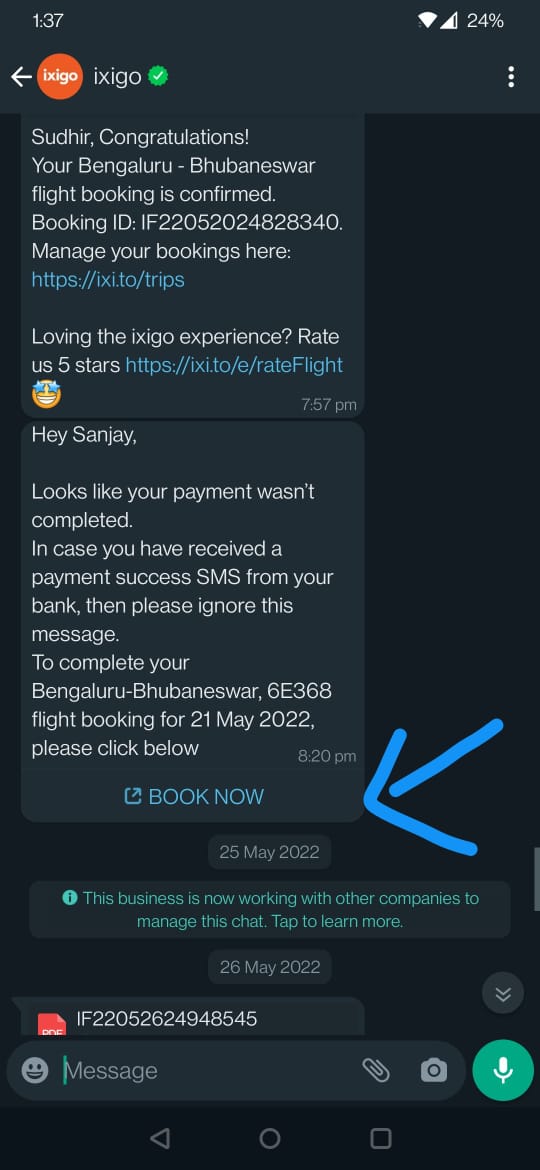 1:37
24%
ixigo
ixigo
Sudhir, Congratulations!
Your Bengaluru - Bhubaneswar
flight booking is confirmed.
Booking ID: IF22052024828340.
Manage your bookings here:
https://ixi.to/trips
Loving the ixigo experience? Rate
us 5 stars https://ixi.to/e/rateFlight
🤩
7:57 pm
Hey Sanjay,
Looks like your payment wasn't
completed.
In case you have received a
payment success SMS from your
bank, then please ignore this
message.
To complete your
Bengaluru-Bhubaneswar, 6E368
flight booking for 21 May 2022,
please click below
8:20 pm
BOOK NOW
25 May 2022
This business is now working with other companies to
manage this chat. Tap to learn more.
26 May 2022
PDF
IF22052624948545
Message